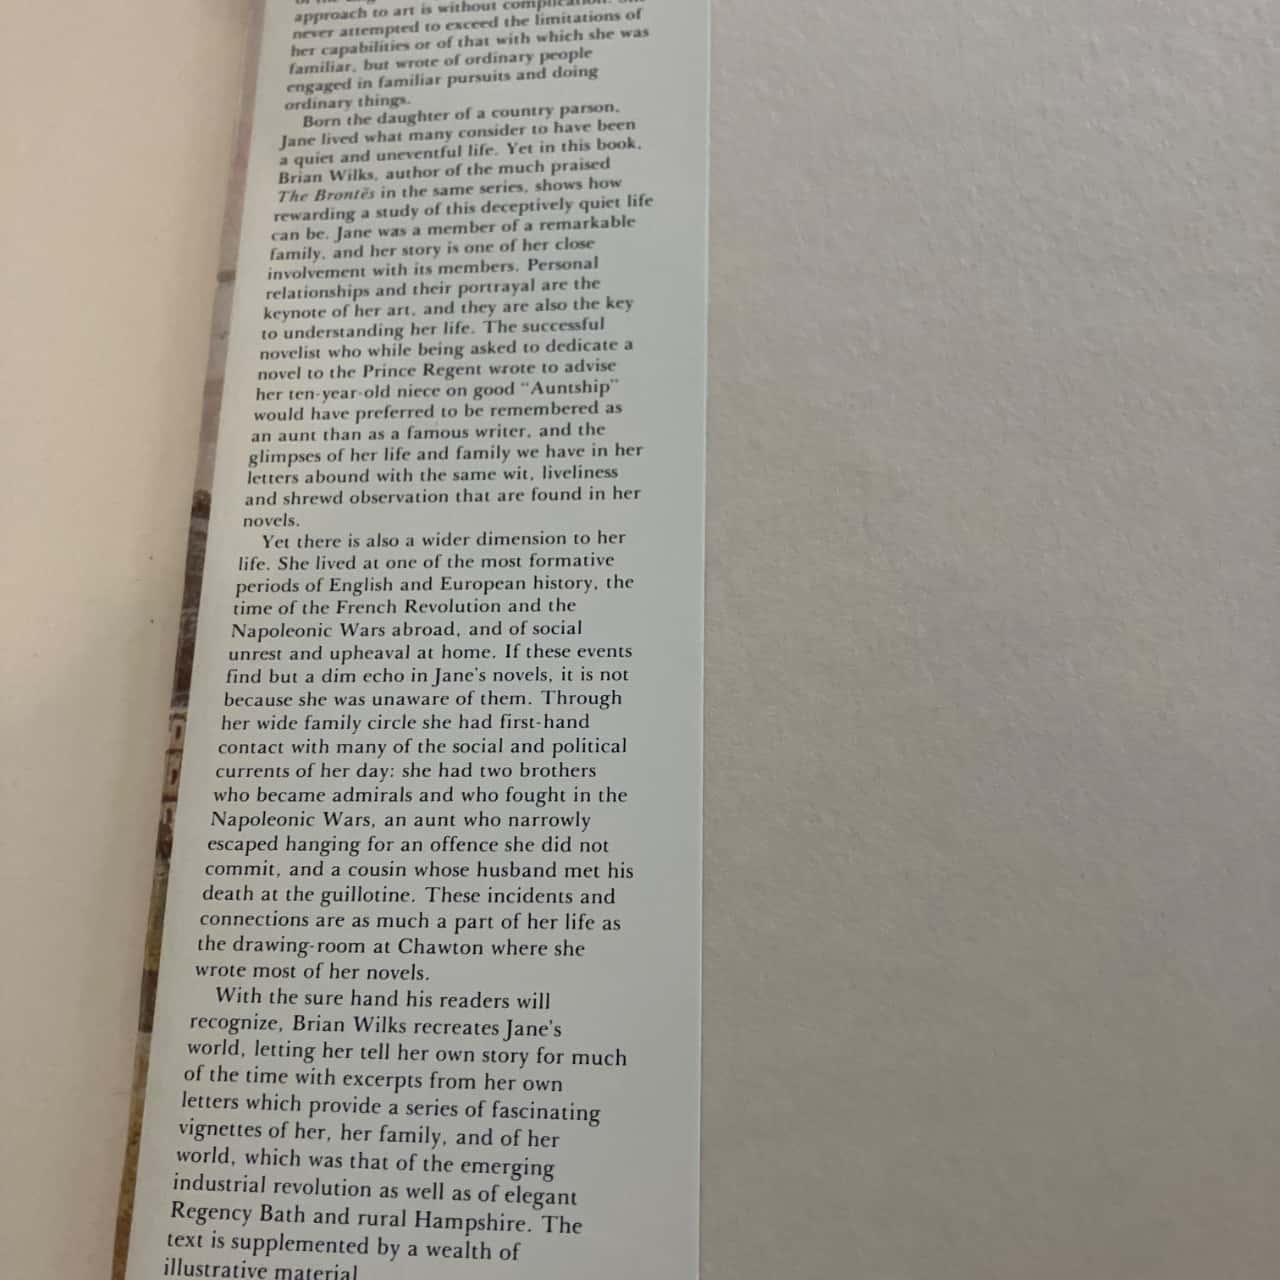 approach to art is without complication. She
never attempted to exceed the limitations of
her capabilities or of that with which she was
familiar, but wrote of ordinary people
engaged in familiar pursuits and doing
ordinary things.
Born the daughter of a country parson,
Jane lived what many consider to have been
a quiet and uneventful life. Yet in this book,
Brian Wilks, author of the much praised
The Brontës in the same series, shows how
rewarding a study of this deceptively quiet life
can be. Jane was a member of a remarkable
family, and her story is one of her close
involvement with its members. Personal
relationships and their portrayal are the
keynote of her art, and they are also the key
to understanding her life. The successful
novelist who while being asked to dedicate a
novel to the Prince Regent wrote to advise
her ten-year-old niece on good "Auntship"
would have preferred to be remembered as
an aunt than as a famous writer, and the
glimpses of her life and family we have in her
letters abound with the same wit, liveliness
and shrewd observation that are found in her
novels.
Yet there is also a wider dimension to her
life. She lived at one of the most formative
periods of English and European history, the
time of the French Revolution and the
Napoleonic Wars abroad, and of social
unrest and upheaval at home. If these events
find but a dim echo in Jane's novels, it is not
because she was unaware of them. Through
her wide family circle she had first-hand
contact with many of the social and political
currents of her day: she had two brothers
who became admirals and who fought in the
Napoleonic Wars, an aunt who narrowly
escaped hanging for an offence she did not
commit, and a cousin whose husband met his
death at the guillotine. These incidents and
connections are as much a part of her life as
the drawing-room at Chawton where she
wrote most of her novels.
With the sure hand his readers will
recognize, Brian Wilks recreates Jane's
world, letting her tell her own story for much
of the time with excerpts from her own
letters which provide a series of fascinating
vignettes of her, her family, and of her
world, which was that of the emerging
industrial revolution as well as of elegant
Regency Bath and rural Hampshire. The
text is supplemented by a wealth of
illustrative material